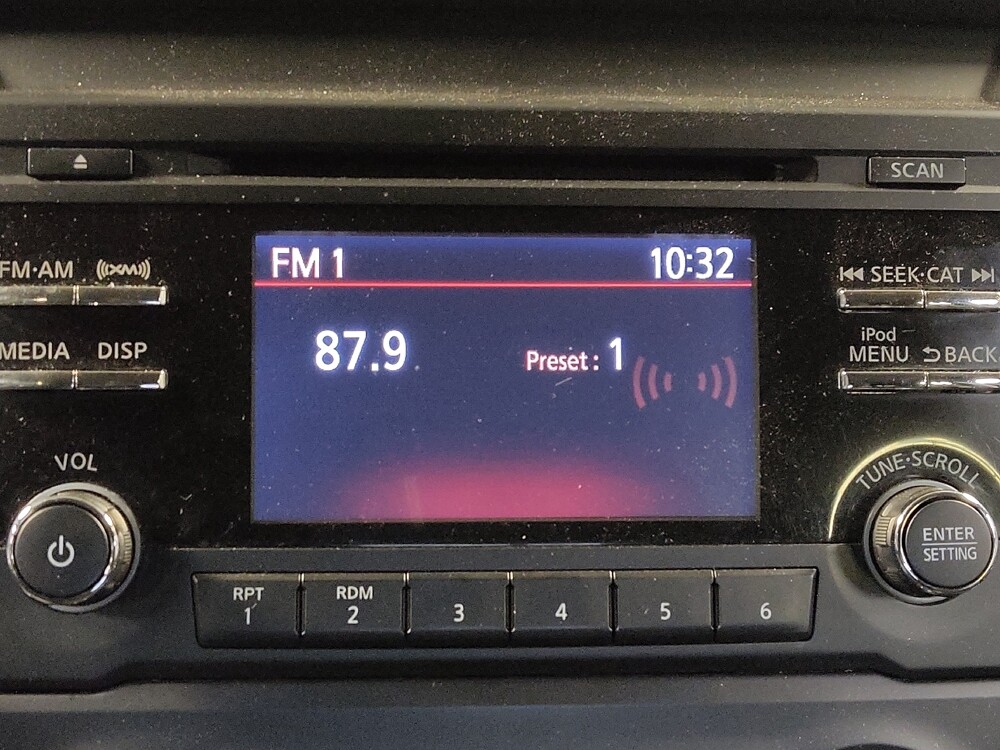 SCAN
FM·AM (((XM)))
FM 1 10:32
SEEK·CAT
MEDIA DISP
87.9 Preset : 1
iPod
MENU BACK
VOL
TUNE·SCROLL
ENTER
SETTING
RPT RDM
1 2 3 4 5 6